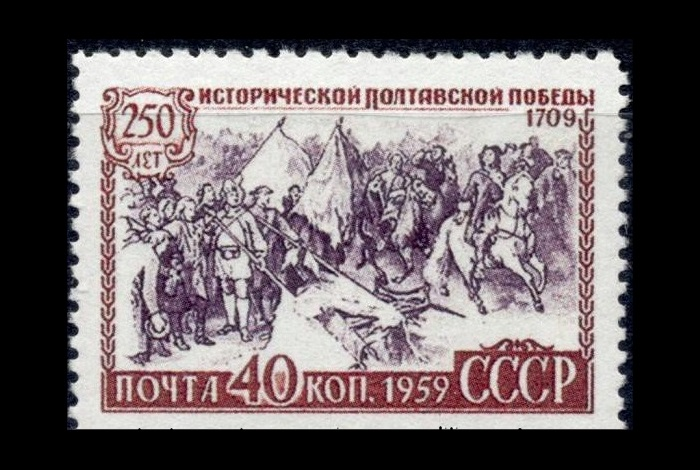 250
ЛЕТ
ИСТОРИЧЕСКОЙ ПОЛТАВСКОЙ ПОБЕДЫ
1709 г.
ПОЧТА 40 КОП. 1959 СССР